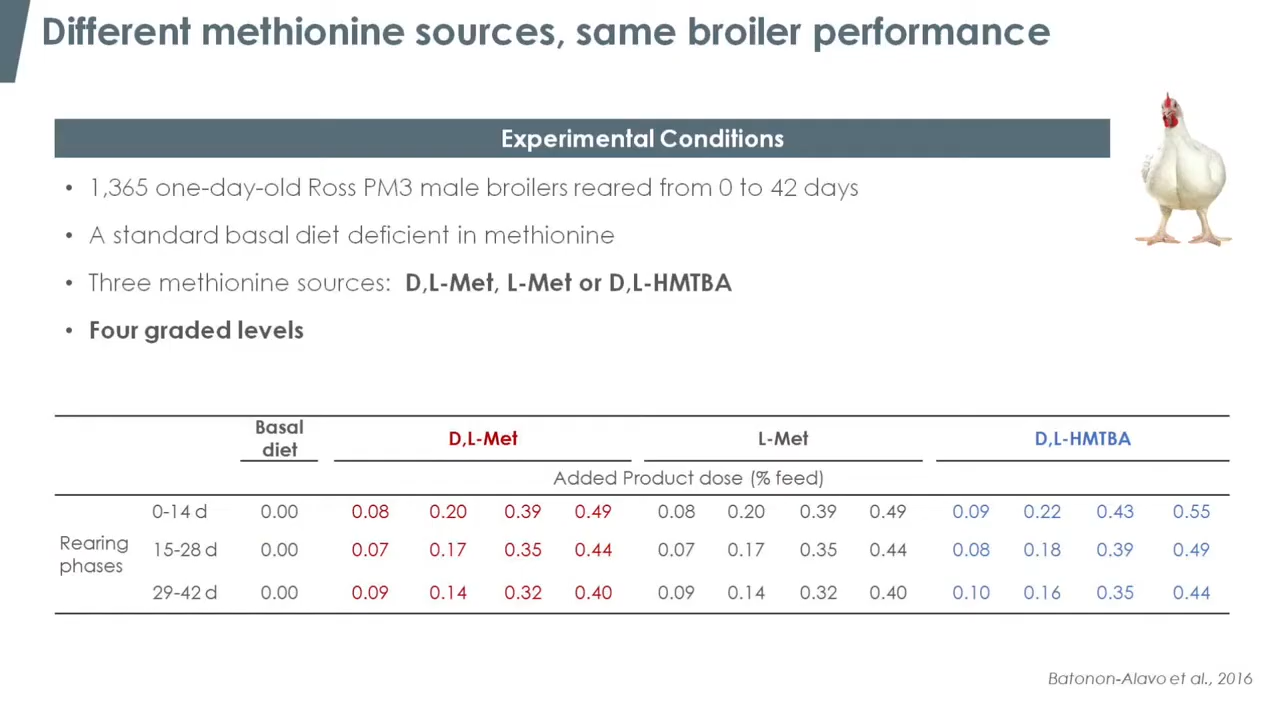 Different methionine sources, same broiler performance
Experimental Conditions
• 1,365 one-day-old Ross PM3 male broilers reared from 0 to 42 days
• A standard basal diet deficient in methionine
• Three methionine sources: D,L-Met, L-Met or D,L-HMTBA
• Four graded levels
Basal diet D,L-Met L-Met D,L-HMTBA
Added Product dose (% feed)
Rearing phases
0-14 d 0.00 0.08 0.20 0.39 0.49 0.08 0.20 0.39 0.49 0.09 0.22 0.43 0.55
15-28 d 0.00 0.07 0.17 0.35 0.44 0.07 0.17 0.35 0.44 0.08 0.18 0.39 0.49
29-42 d 0.00 0.09 0.14 0.32 0.40 0.09 0.14 0.32 0.40 0.10 0.16 0.35 0.44
Batonon-Alavo et al., 2016